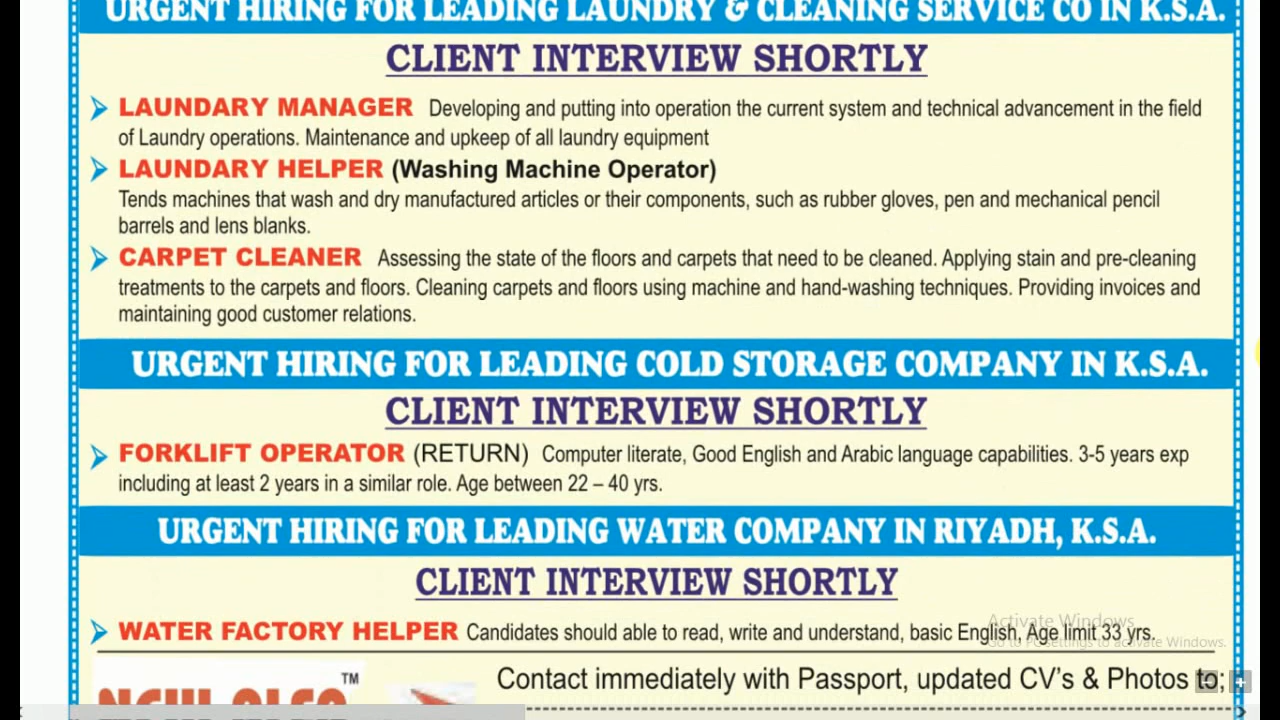 URGENT HIRING FOR LEADING LAUNDRY & CLEANING SERVICE CO IN K.S.A.
CLIENT INTERVIEW SHORTLY
LAUNDARY MANAGER Developing and putting into operation the current system and technical advancement in the field
of Laundry operations. Maintenance and upkeep of all laundry equipment
LAUNDARY HELPER (Washing Machine Operator)
Tends machines that wash and dry manufactured articles or their components, such as rubber gloves, pen and mechanical pencil
barrels and lens blanks.
CARPET CLEANER Assessing the state of the floors and carpets that need to be cleaned. Applying stain and pre-cleaning
treatments to the carpets and floors. Cleaning carpets and floors using machine and hand-washing techniques. Providing invoices and
maintaining good customer relations.
URGENT HIRING FOR LEADING COLD STORAGE COMPANY IN K.S.A.
CLIENT INTERVIEW SHORTLY
FORKLIFT OPERATOR (RETURN) Computer literate, Good English and Arabic language capabilities. 3-5 years exp
including at least 2 years in a similar role. Age between 22 – 40 yrs.
URGENT HIRING FOR LEADING WATER COMPANY IN RIYADH, K.S.A.
CLIENT INTERVIEW SHORTLY
WATER FACTORY HELPER Candidates should able to read, write and understand, basic English, Age limit 33 yrs.
Activate Windows
Go to PC settings to activate Windows.
TM
Contact immediately with Passport, updated CV's & Photos to;